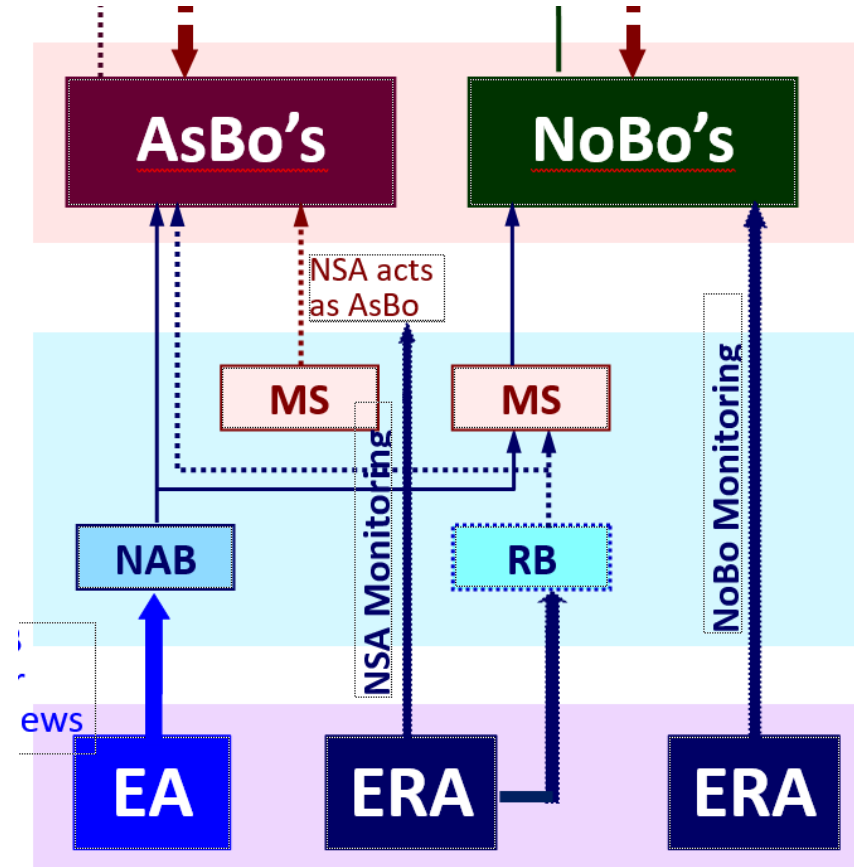 AsBo's
NoBo's
NSA acts
as AsBo
MS
MS
NSA Monitoring
NoBo Monitoring
NAB
RB
ews
EA
ERA
ERA